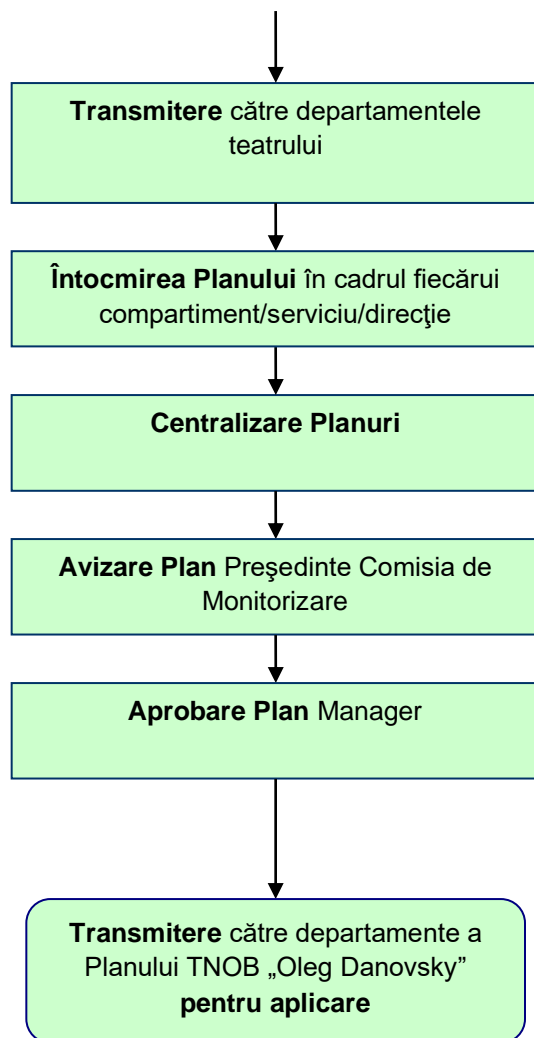 Transmitere către departamentele
teatrului
Întocmirea Planului în cadrul fiecărui
compartiment/serviciu/direcţie
Centralizare Planuri
Avizare Plan Preşedinte Comisia de
Monitorizare
Aprobare Plan Manager
Transmitere către departamente a
Planului TNOB „Oleg Danovsky”
pentru aplicare